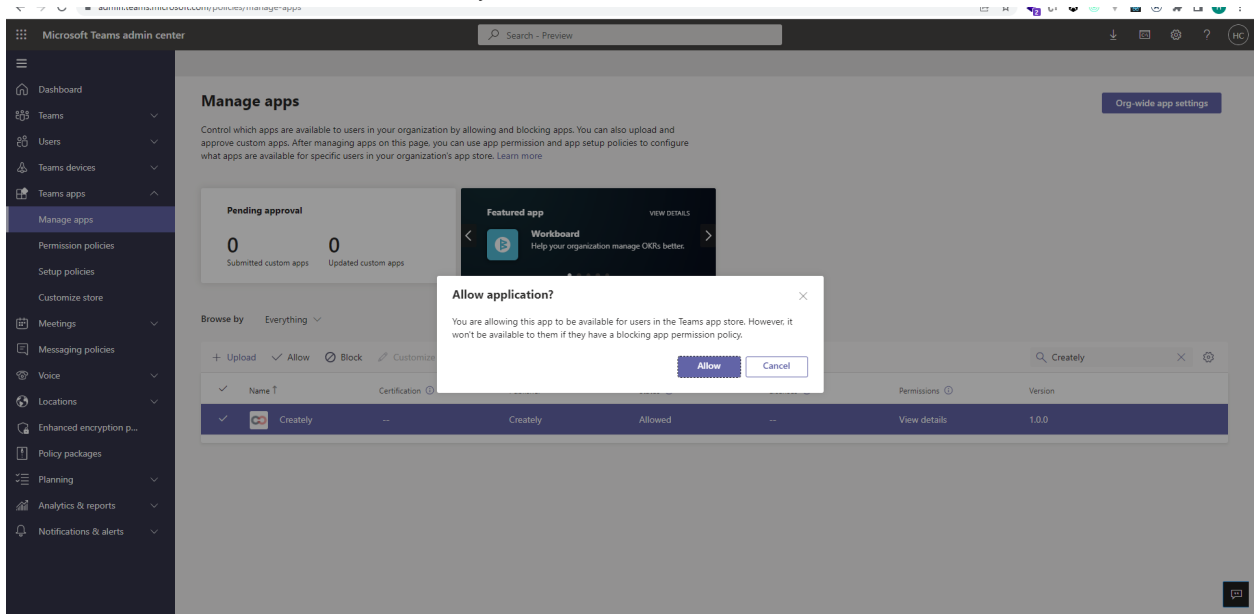 admin.teams.microsoft.com/policies/manage-apps
Microsoft Teams admin center
Search - Preview
HC
Dashboard
Teams
Users
Teams devices
Teams apps
Manage apps
Permission policies
Setup policies
Customize store
Meetings
Messaging policies
Voice
Locations
Enhanced encryption p...
Policy packages
Planning
Analytics & reports
Notifications & alerts
Manage apps
Org-wide app settings
Control which apps are available to users in your organization by allowing and blocking apps. You can also upload and
approve custom apps. After managing apps on this page, you can use app permission and app setup policies to configure
what apps are available for specific users in your organization's app store. Learn more
Pending approval
0 0
Submitted custom apps Updated custom apps
Featured app VIEW DETAILS
Workboard
Help your organization manage OKRs better.
Allow application?
You are allowing this app to be available for users in the Teams app store. However, it
won't be available to them if they have a blocking app permission policy.
Allow Cancel
Browse by Everything
+ Upload Allow Block Customize Creately
Name ↑ Certification Permissions Version
Creately -- Creately Allowed -- View details 1.0.0